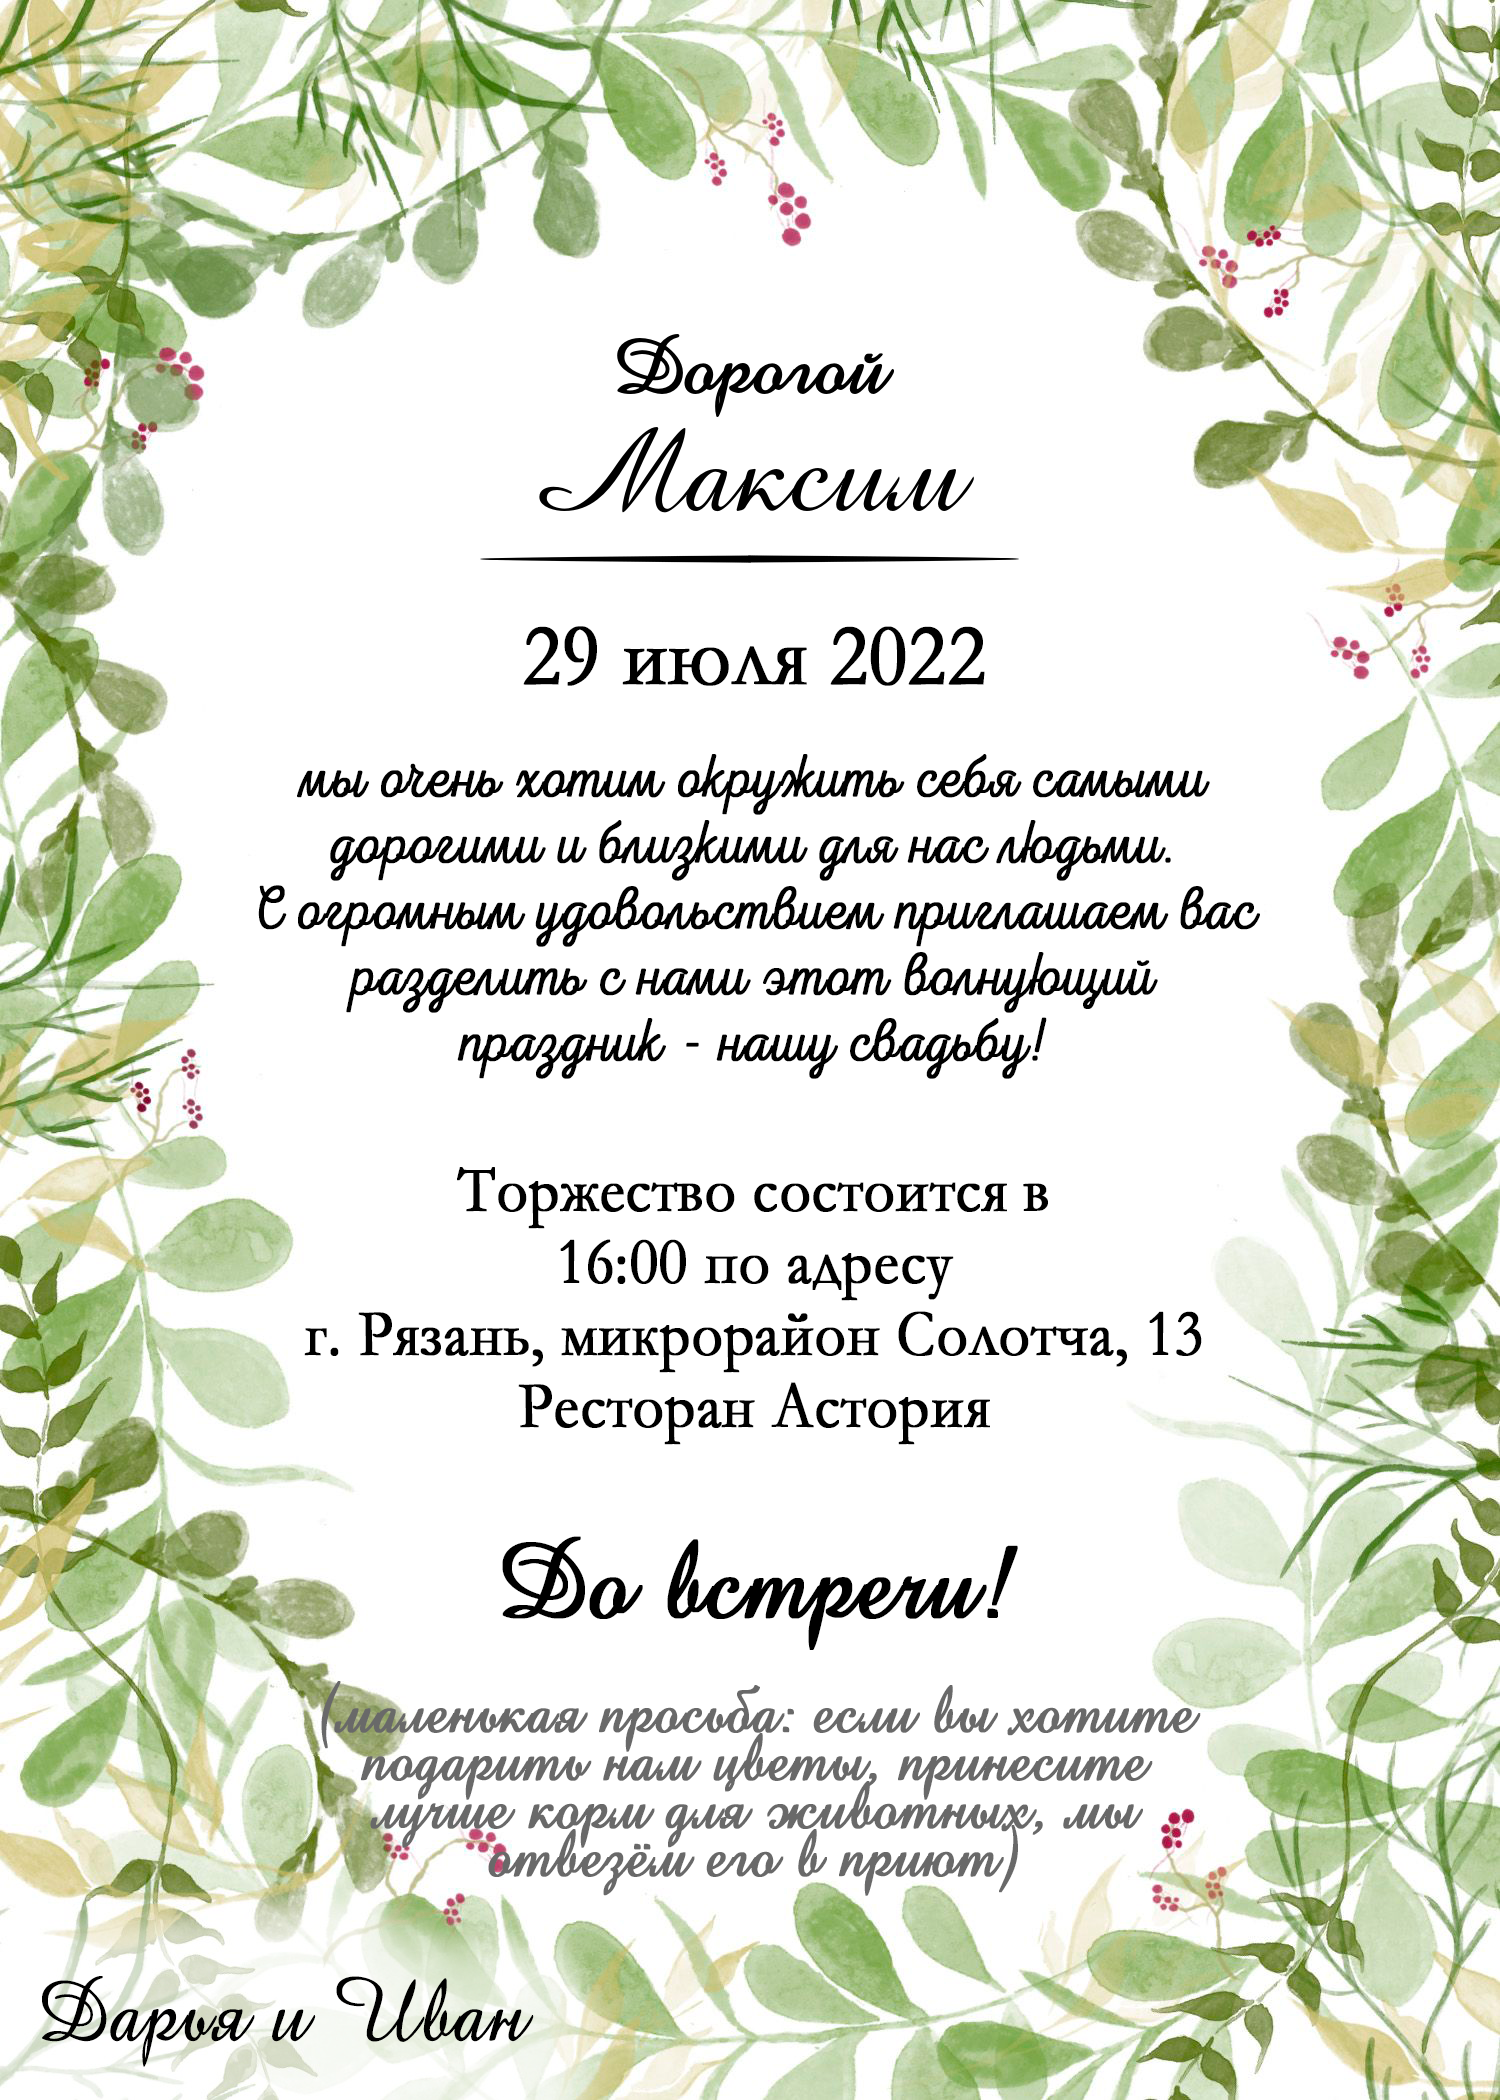 Дорогой
Максим
29 июля 2022
мы очень хотим окружить себя самыми
дорогими и близкими для нас людьми.
С огромным удовольствием приглашаем вас
разделить с нами этот волнующий
праздник - нашу свадьбу!
Торжество состоится в
16:00 по адресу
г. Рязань, микрорайон Солотча, 13
Ресторан Астория
До встречи!
(маленькая просьба: если вы хотите
подарить нам цветы, принесите
лучше корм для животных, мы
отвезём его в приют)
Дарья и Иван